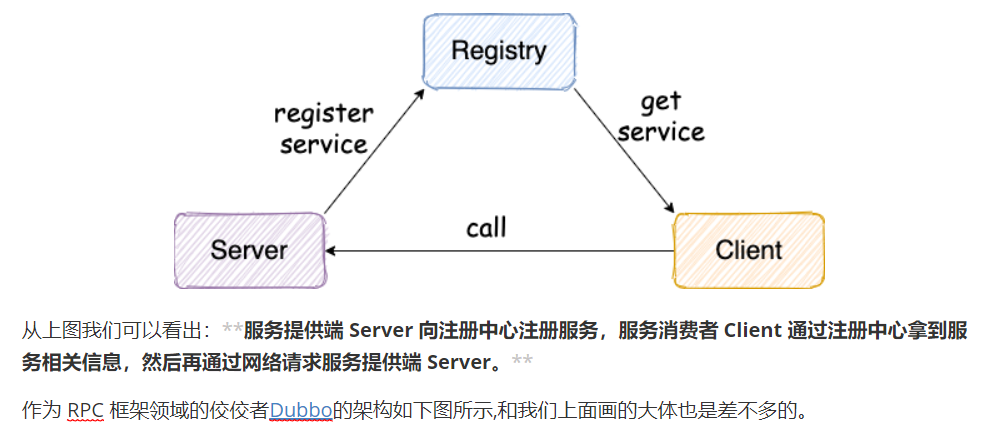 Registry
register
service
get
service
Server
call
Client
从上图我们可以看出：**服务提供端 Server 向注册中心注册服务，服务消费者 Client 通过注册中心拿到服
务相关信息，然后再通过网络请求服务提供端 Server。**
作为 RPC 框架领域的佼佼者Dubbo的架构如下图所示,和我们上面画的大体也是差不多的。